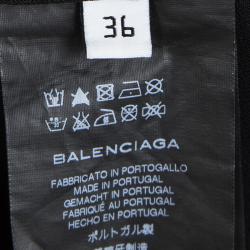 36
BALENCIAGA
FABBRICATO IN PORTOGALLO
MADE IN PORTUGAL
GEMACHT IN PORTUGAL
FABRIQUÉ AU PORTUGAL
HECHO EN PORTUGAL
ポルトガル製